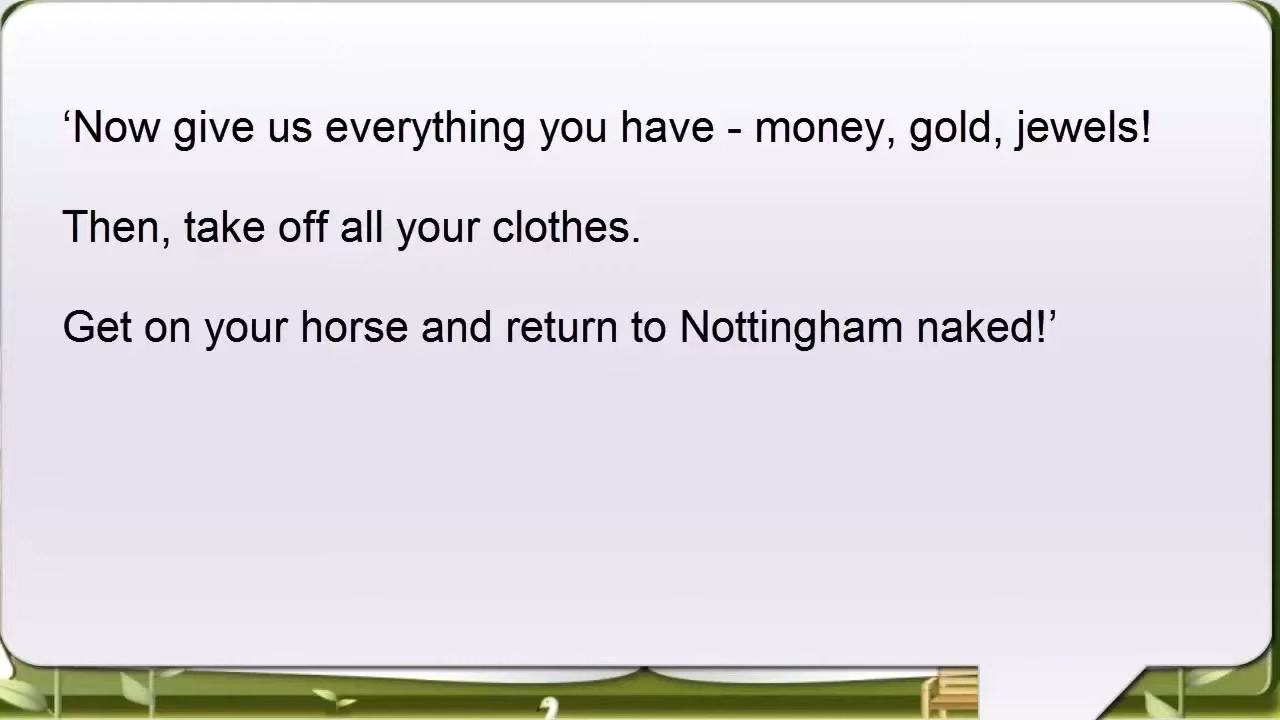 ‘Now give us everything you have - money, gold, jewels!
Then, take off all your clothes.
Get on your horse and return to Nottingham naked!’